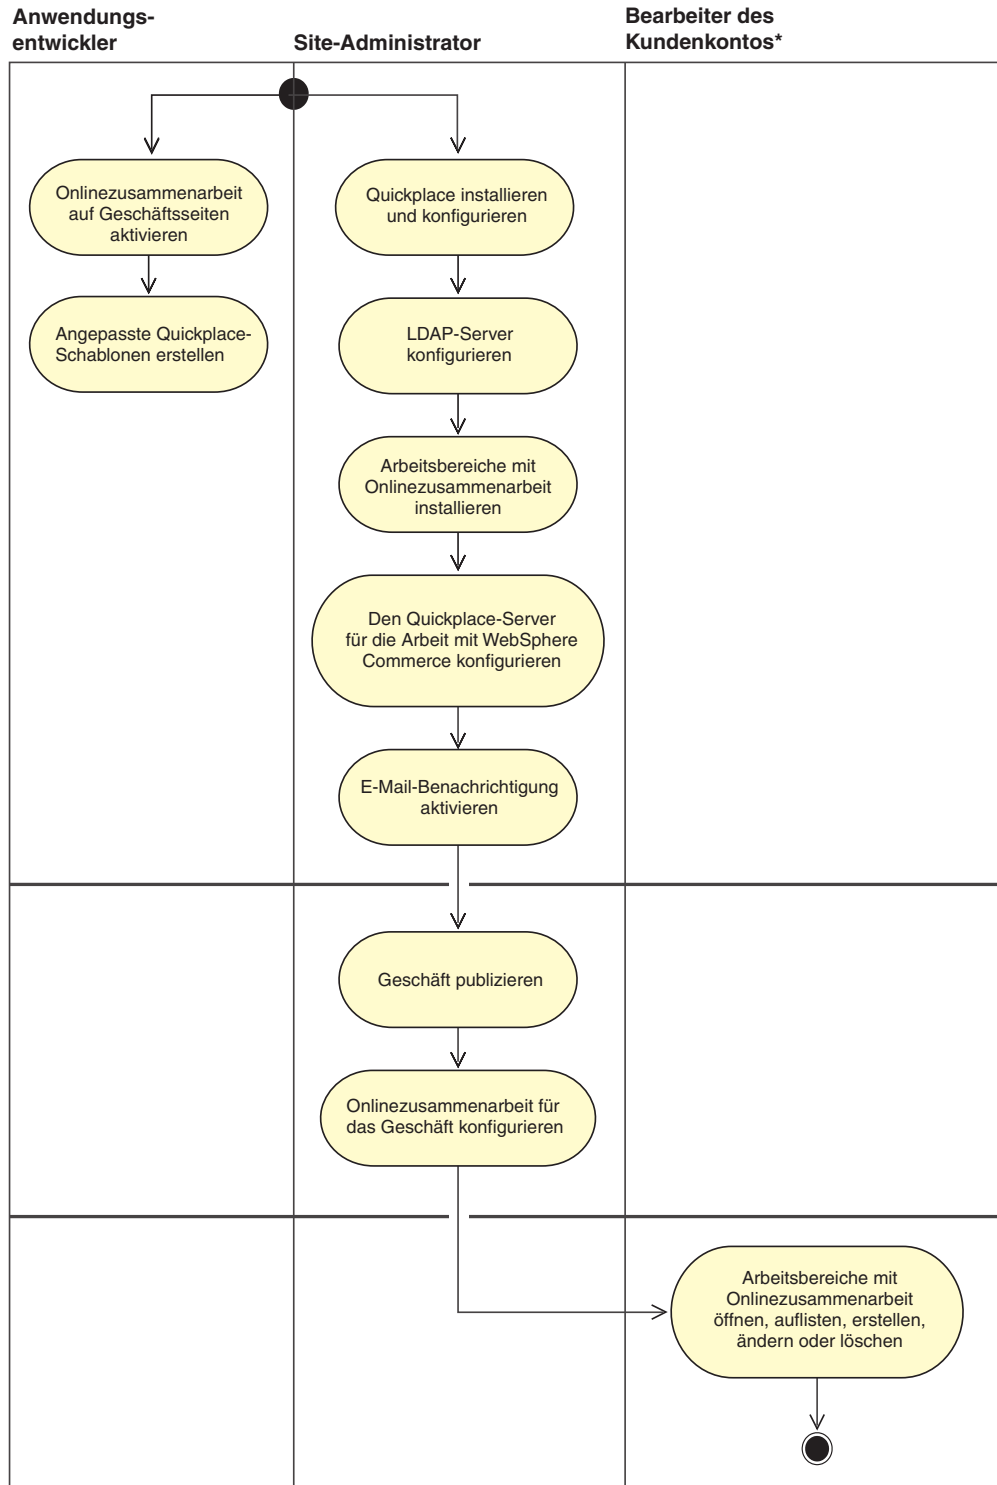 Anwendungs-
entwickler
Site-Administrator
Bearbeiter des
Kundenkontos*
Onlinezusammenarbeit
auf Geschäftsseiten
aktivieren
Quickplace installieren
und konfigurieren
Angepasste Quickplace-
Schablonen erstellen
LDAP-Server
konfigurieren
Arbeitsbereiche mit
Onlinezusammenarbeit
installieren
Den Quickplace-Server
für die Arbeit mit WebSphere
Commerce konfigurieren
E-Mail-Benachrichtigung
aktivieren
Geschäft publizieren
Onlinezusammenarbeit für
das Geschäft konfigurieren
Arbeitsbereiche mit
Onlinezusammenarbeit
öffnen, auflisten, erstellen,
ändern oder löschen